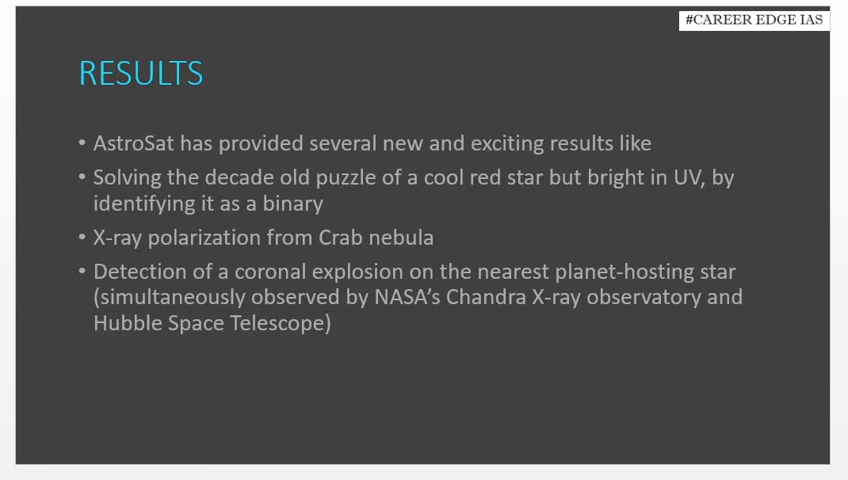 #CAREER EDGE IAS
RESULTS
• AstroSat has provided several new and exciting results like
• Solving the decade old puzzle of a cool red star but bright in UV, by
identifying it as a binary
• X-ray polarization from Crab nebula
• Detection of a coronal explosion on the nearest planet-hosting star
(simultaneously observed by NASA's Chandra X-ray observatory and
Hubble Space Telescope)